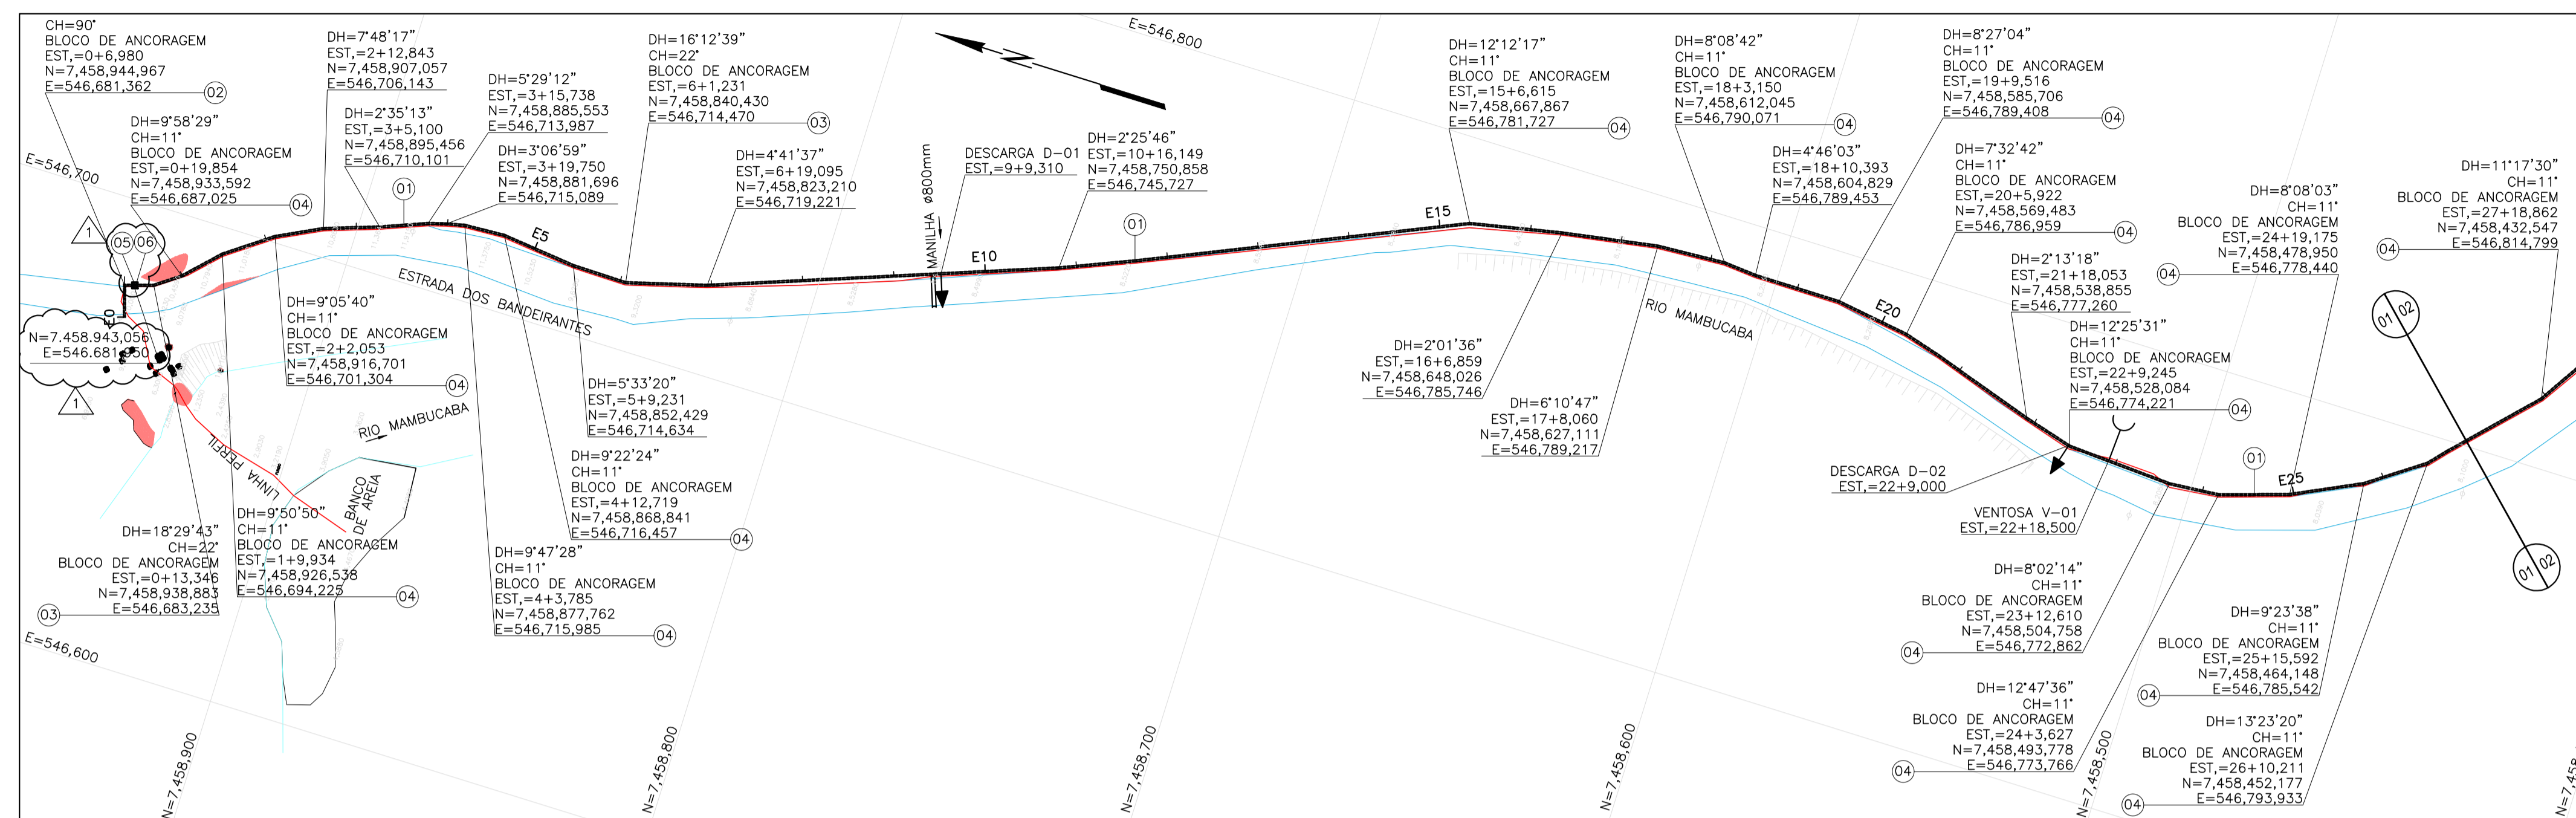 CH=90°
BLOCO DE ANCORAGEM
EST,=0+6,980
N=7,458,944,967
E=546,681,362
02
DH=9°58'29"
CH=11°
BLOCO DE ANCORAGEM
EST,=0+19,854
N=7,458,933,592
E=546,687,025
04
DH=7°48'17"
EST,=2+12,843
N=7,458,907,057
E=546,706,143
DH=2°35'13"
EST,=3+5,100
N=7,458,895,456
E=546,710,101
01
DH=5°29'12"
EST,=3+15,738
N=7,458,885,553
E=546,713,987
DH=3°06'59"
EST,=3+19,750
N=7,458,881,696
E=546,715,089
DH=16°12'39"
CH=22°
BLOCO DE ANCORAGEM
EST,=6+1,231
N=7,458,840,430
E=546,714,470
03
DH=4°41'37"
EST,=6+19,095
N=7,458,823,210
E=546,719,221
MANILHA ø800mm
DESCARGA D-01
EST,=9+9,310
DH=2°25'46"
EST,=10+16,149
N=7,458,750,858
E=546,745,727
01
E=546,800
DH=12°12'17"
CH=11°
BLOCO DE ANCORAGEM
EST,=15+6,615
N=7,458,667,867
E=546,781,727
04
DH=8°08'42"
CH=11°
BLOCO DE ANCORAGEM
EST,=18+3,150
N=7,458,612,045
E=546,790,071
04
DH=4°46'03"
EST,=18+10,393
N=7,458,604,829
E=546,789,453
DH=8°27'04"
CH=11°
BLOCO DE ANCORAGEM
EST,=19+9,516
N=7,458,585,706
E=546,789,408
04
DH=7°32'42"
CH=11°
BLOCO DE ANCORAGEM
EST,=20+5,922
N=7,458,569,483
E=546,786,959
04
DH=2°13'18"
EST,=21+18,053
N=7,458,538,855
E=546,777,260
DH=12°25'31"
CH=11°
BLOCO DE ANCORAGEM
EST,=22+9,245
N=7,458,528,084
E=546,774,221
04
DH=8°08'03"
CH=11°
BLOCO DE ANCORAGEM
EST,=24+19,175
N=7,458,478,950
E=546,778,440
04
DH=11°17'30"
CH=11°
BLOCO DE ANCORAGEM
EST,=27+18,862
N=7,458,432,547
E=546,814,799
04
01 02
01 02
E=546,700
1
05
06
E0
E5
E10
E15
E20
E25
01
N=7.458.943,056
E=546.681,950
1
ESTRADA DOS BANDEIRANTES
RIO MAMBUCABA
RIO MAMBUCABA
LINHA PERFIL
BANCO
DE AREIA
DH=9°05'40"
CH=11°
BLOCO DE ANCORAGEM
EST,=2+2,053
N=7,458,916,701
E=546,701,304
04
DH=5°33'20"
EST,=5+9,231
N=7,458,852,429
E=546,714,634
DH=9°22'24"
CH=11°
BLOCO DE ANCORAGEM
EST,=4+12,719
N=7,458,868,841
E=546,716,457
04
DH=18°29'43"
CH=22°
BLOCO DE ANCORAGEM
EST,=0+13,346
N=7,458,938,883
E=546,683,235
03
DH=9°50'50"
CH=11°
BLOCO DE ANCORAGEM
EST,=1+9,934
N=7,458,926,538
E=546,694,225
04
DH=9°47'28"
CH=11°
BLOCO DE ANCORAGEM
EST,=4+3,785
N=7,458,877,762
E=546,715,985
04
DH=2°01'36"
EST,=16+6,859
N=7,458,648,026
E=546,785,746
DH=6°10'47"
EST,=17+8,060
N=7,458,627,111
E=546,789,217
DESCARGA D-02
EST,=22+9,000
VENTOSA V-01
EST,=22+18,500
DH=8°02'14"
CH=11°
BLOCO DE ANCORAGEM
EST,=23+12,610
N=7,458,504,758
E=546,772,862
04
DH=12°47'36"
CH=11°
BLOCO DE ANCORAGEM
EST,=24+3,627
N=7,458,493,778
E=546,773,766
04
DH=9°23'38"
CH=11°
BLOCO DE ANCORAGEM
EST,=25+15,592
N=7,458,464,148
E=546,785,542
04
DH=13°23'20"
CH=11°
BLOCO DE ANCORAGEM
EST,=26+10,211
N=7,458,452,177
E=546,793,933
04
E=546,600
N=7,458,900
N=7,458,800
N=7,458,700
N=7,458,600
N=7,458,500